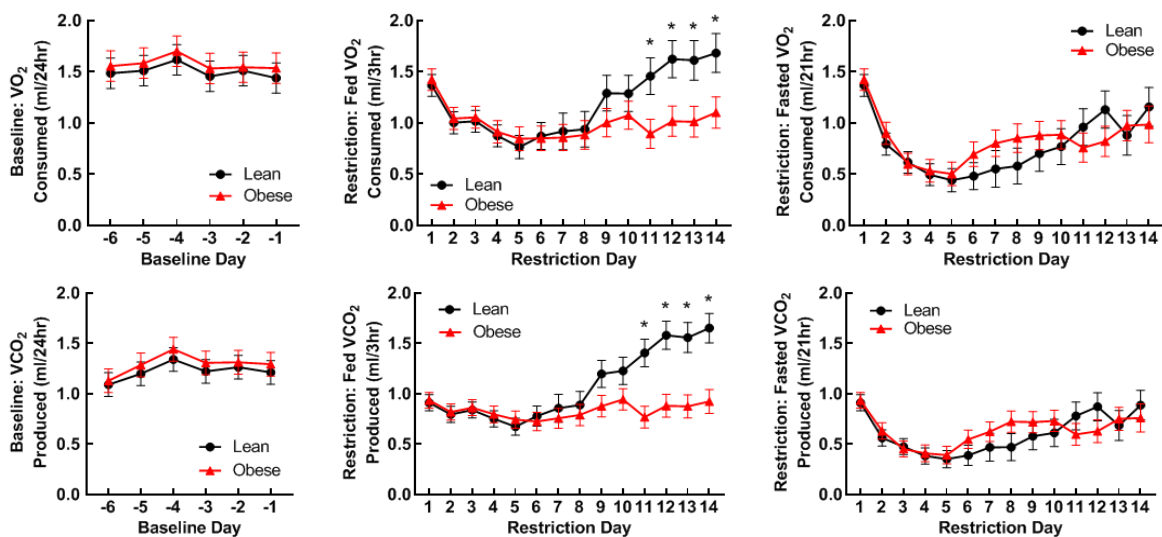 Baseline: VO2
Consumed (ml/24hr)
2.0
1.5
1.0
0.5
0.0
Lean
Obese
-6 -5 -4 -3 -2 -1
Baseline Day
Restriction: Fed VO2
Consumed (ml/3hr)
2.0
1.5
1.0
0.5
0.0
* * * *
Lean
Obese
1 2 3 4 5 6 7 8 9 10 11 12 13 14
Restriction Day
Restriction: Fasted VO2
Consumed (ml/21hr)
2.0
1.5
1.0
0.5
0.0
Lean
Obese
1 2 3 4 5 6 7 8 9 10 11 12 13 14
Restriction Day
Baseline: VCO2
Produced (ml/24hr)
2.0
1.5
1.0
0.5
0.0
Lean
Obese
-6 -5 -4 -3 -2 -1
Baseline Day
Restriction: Fed VCO2
Produced (ml/3hr)
2.0
1.5
1.0
0.5
0.0
Lean
Obese
* * * *
1 2 3 4 5 6 7 8 9 10 11 12 13 14
Restriction Day
Restriction: Fasted VCO2
Produced (ml/21hr)
2.0
1.5
1.0
0.5
0.0
Lean
Obese
1 2 3 4 5 6 7 8 9 10 11 12 13 14
Restriction Day